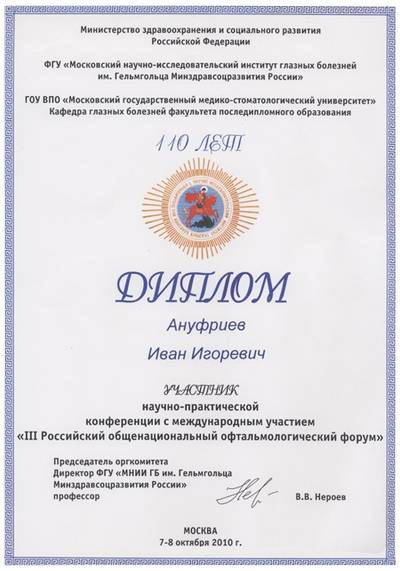 Министерство здравоохранения и социального развития
Российской Федерации
ФГУ «Московский научно-исследовательский институт глазных болезней
им. Гельмгольца Минздравсоцразвития России»
ГОУ ВПО «Московский государственный медико-стоматологический университет»
Кафедра глазных болезней факультета последипломного образования
110 ЛЕТ
ДИПЛОМ
Ануфриев
Иван Игоревич
УЧАСТНИК
научно-практической
конференции с международным участием
«III Российский общенациональный офтальмологический форум»
Председатель оргкомитета
Директор ФГУ «МНИИ ГБ им. Гельмгольца
Минздравсоцразвития России»
профессор
В.В. Нероев
МОСКВА
7-8 октября 2010 г.